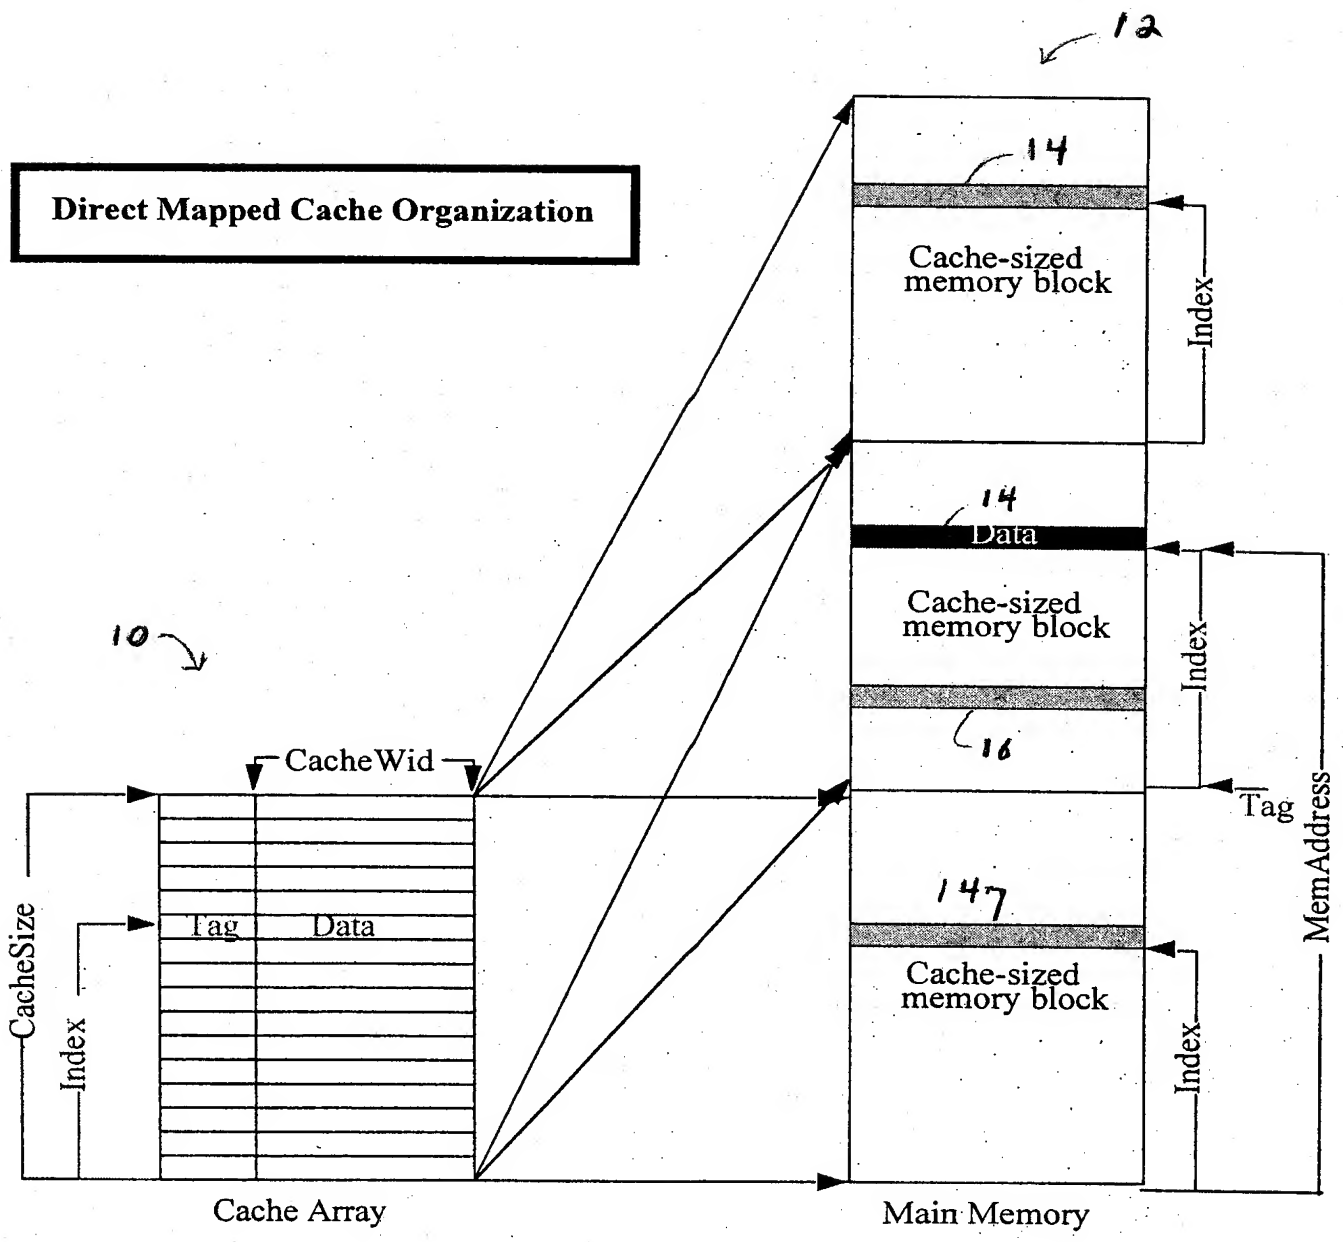 12
14
Direct Mapped Cache Organization
Cache-sized
memory block
Index
14
Data
Cache-sized
memory block
10
Index
16
CacheWid
Tag
MemAddress
147
Tag Data
CacheSize
Cache-sized
memory block
Index
Index
Cache Array
Main Memory